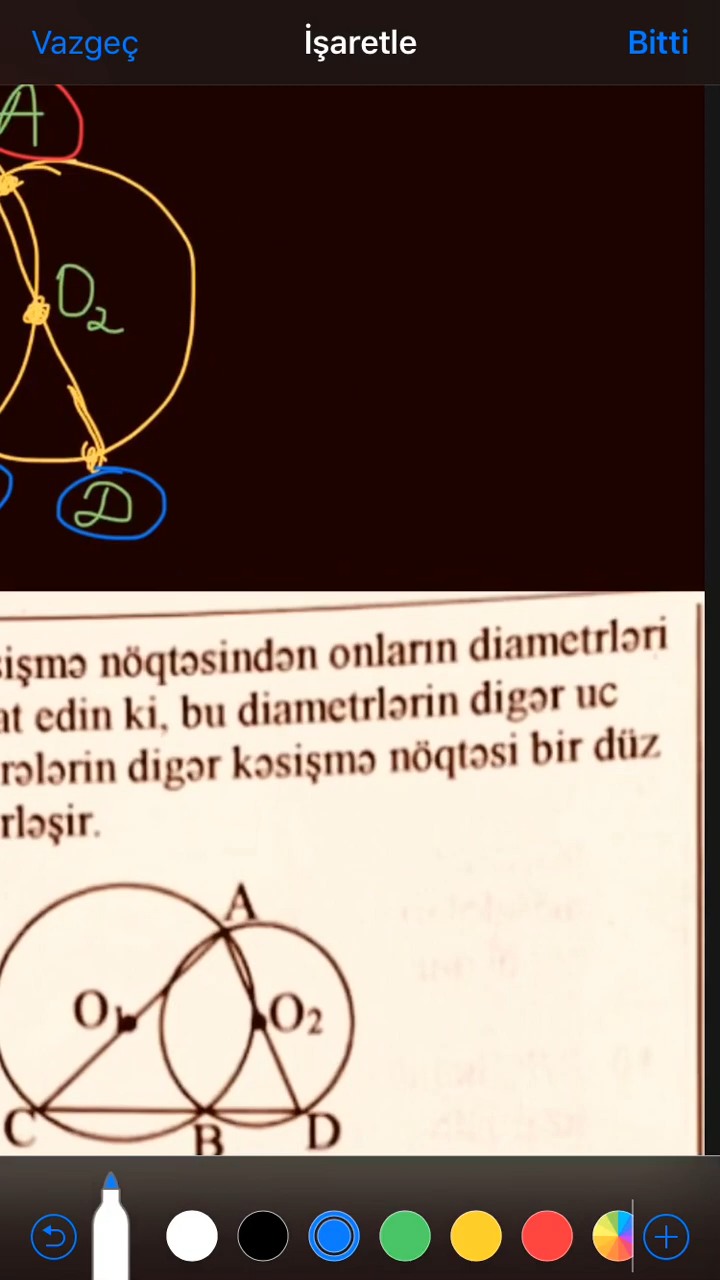 Vazgeç İşaretle Bitti
A
O₂
D
sişmə nöqtəsindən onların diametrləri
at edin ki, bu diametrlərin digər uc
rələrin digər kəsişmə nöqtəsi bir düz
rləşir.
A
O₁ O₂
C B D